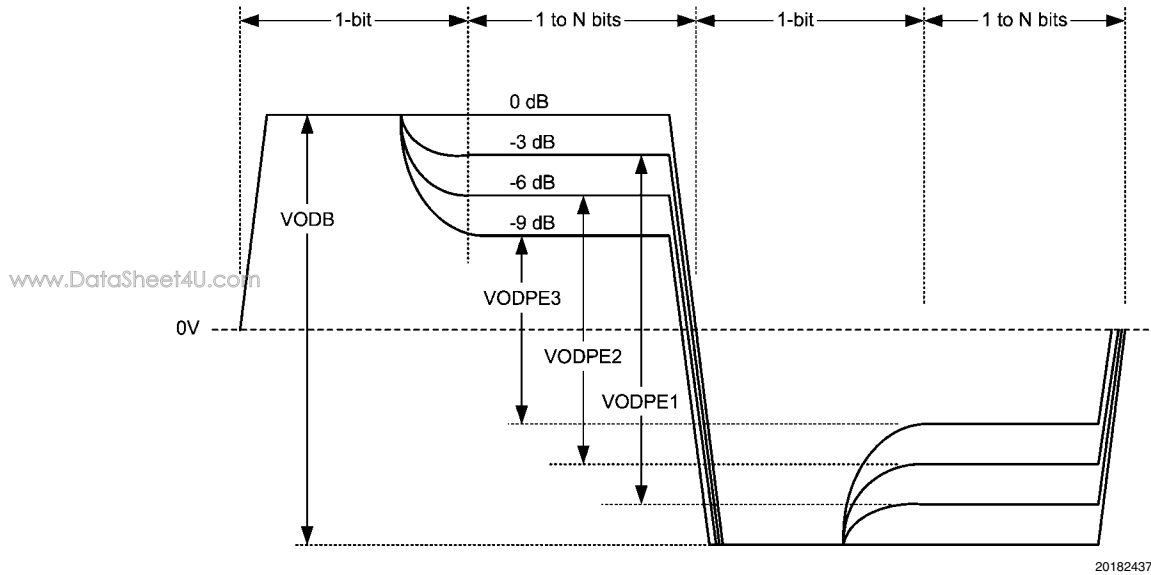 1-bit
1 to N bits
1-bit
1 to N bits
0 dB
-3 dB
-6 dB
-9 dB
VODB
www.DataSheet4U.com
VODPE3
0V
VODPE2
VODPE1
20182437